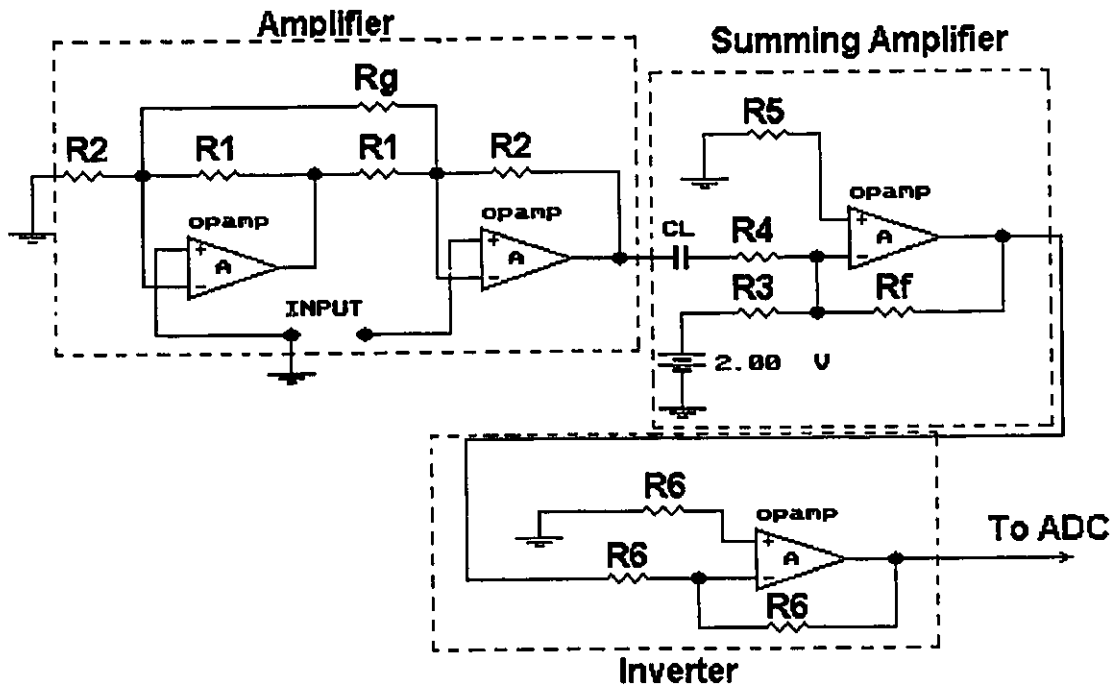 Amplifier
Summing Amplifier
Rg
R5
R2
R1
R1
R2
opamp
opamp
opamp
+
A
-
+
A
-
+
A
-
CL
R4
INPUT
R3
Rf
2.00 V
R6
opamp
To ADC
+
A
-
R6
R6
Inverter